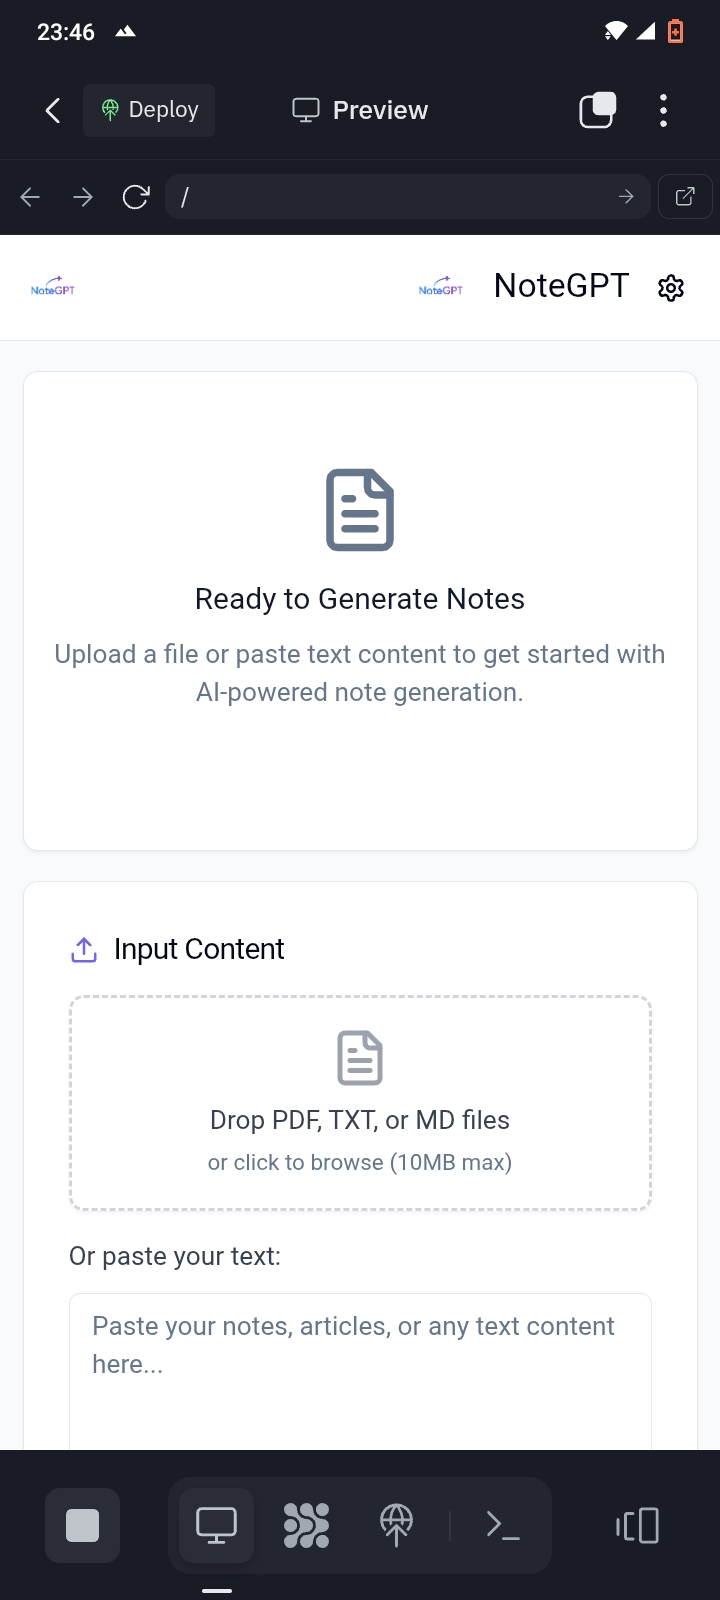 23:46
Deploy
Preview
/
NoteGPT
NoteGPT
NoteGPT
Ready to Generate Notes
Upload a file or paste text content to get started with
AI-powered note generation.
Input Content
Drop PDF, TXT, or MD files
or click to browse (10MB max)
Or paste your text:
Paste your notes, articles, or any text content
here...